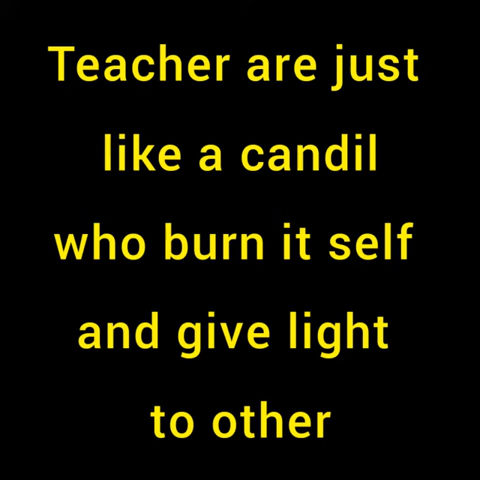 Teacher are just
like a candil
who burn it self
and give light
to other